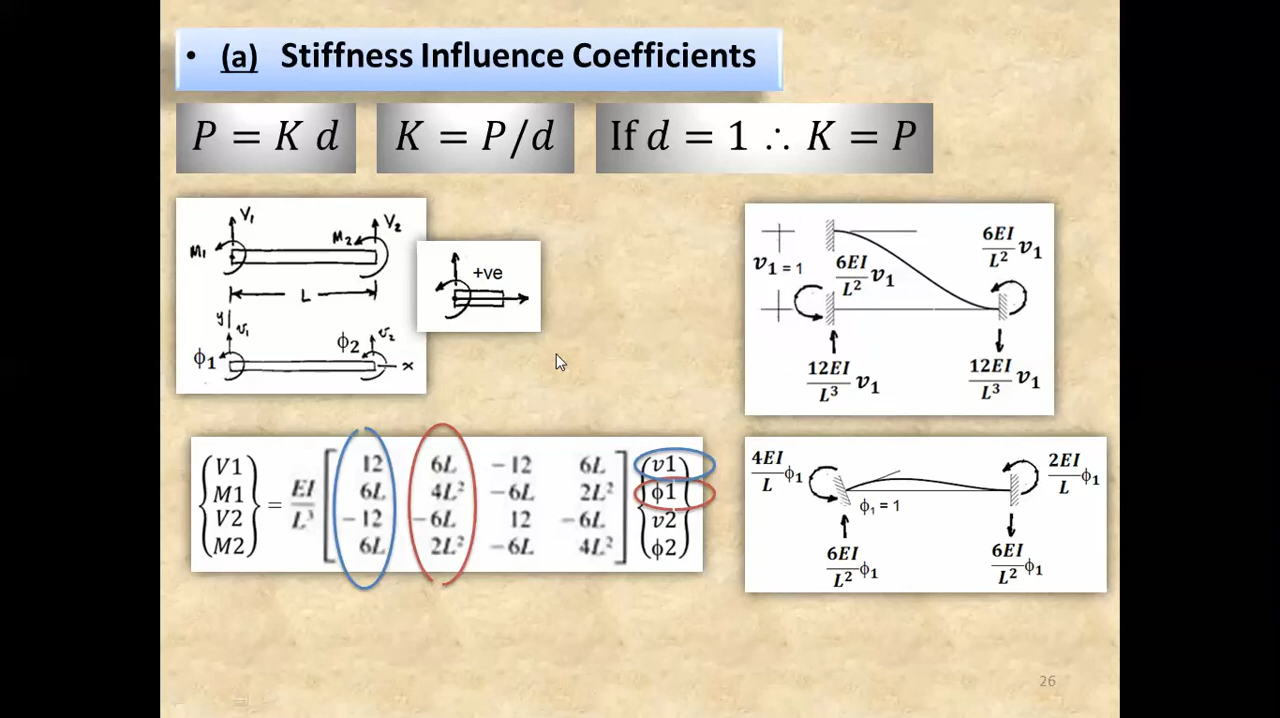 • (a) Stiffness Influence Coefficients
P = K d
K = P/d
If d = 1 ∴ K = P
V₁
V₂
M₁
M₂
L
y
v₁
v₂
ϕ₁
ϕ₂
x
+ve
v₁ = 1
6EI/L² v₁
6EI/L² v₁
12EI/L³ v₁
12EI/L³ v₁
{V1 M1 V2 M2} = EI/L³
12 6L −12 6L {v1}
6L 4L² −6L 2L² {ϕ1}
−12 −6L 12 −6L {v2}
6L 2L² −6L 4L² {ϕ2}
4EI/L ϕ₁
2EI/L ϕ₁
ϕ₁ = 1
6EI/L² ϕ₁
6EI/L² ϕ₁
26